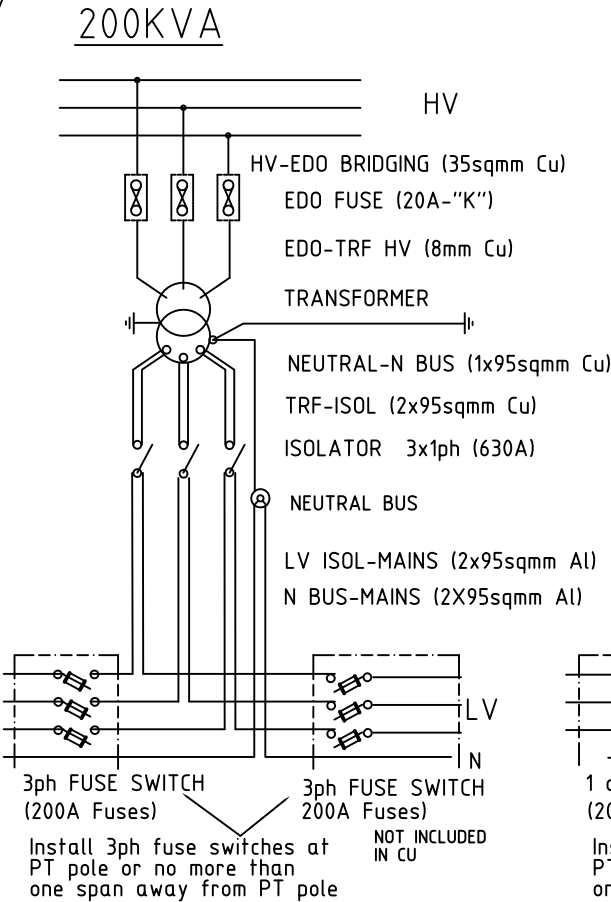 200KVA
HV
HV-EDO BRIDGING (35sqmm Cu)
EDO FUSE (20A-"K")
EDO-TRF HV (8mm Cu)
TRANSFORMER
NEUTRAL-N BUS (1x95sqmm Cu)
TRF-ISOL (2x95sqmm Cu)
ISOLATOR 3x1ph (630A)
NEUTRAL BUS
LV ISOL-MAINS (2x95sqmm Al)
N BUS-MAINS (2X95sqmm Al)
LV
N
3ph FUSE SWITCH
(200A Fuses)
3ph FUSE SWITCH
200A Fuses)
NOT INCLUDED
IN CU
Install 3ph fuse switches at
PT pole or no more than
one span away from PT pole
1
(20
PT